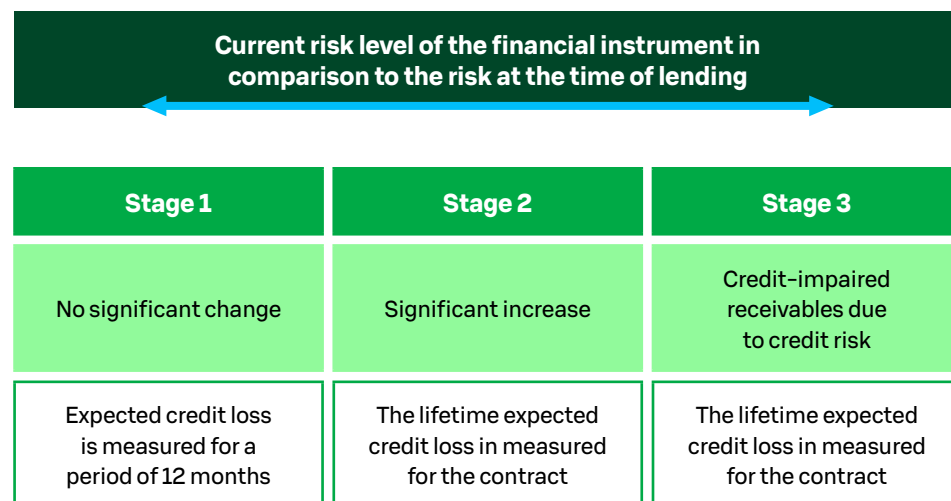 Current risk level of the financial instrument in
comparison to the risk at the time of lending
Stage 1
Stage 2
Stage 3
No significant change
Significant increase
Credit-impaired
receivables due
to credit risk
Expected credit loss
is measured for a
period of 12 months
The lifetime expected
credit loss in measured
for the contract
The lifetime expected
credit loss in measured
for the contract